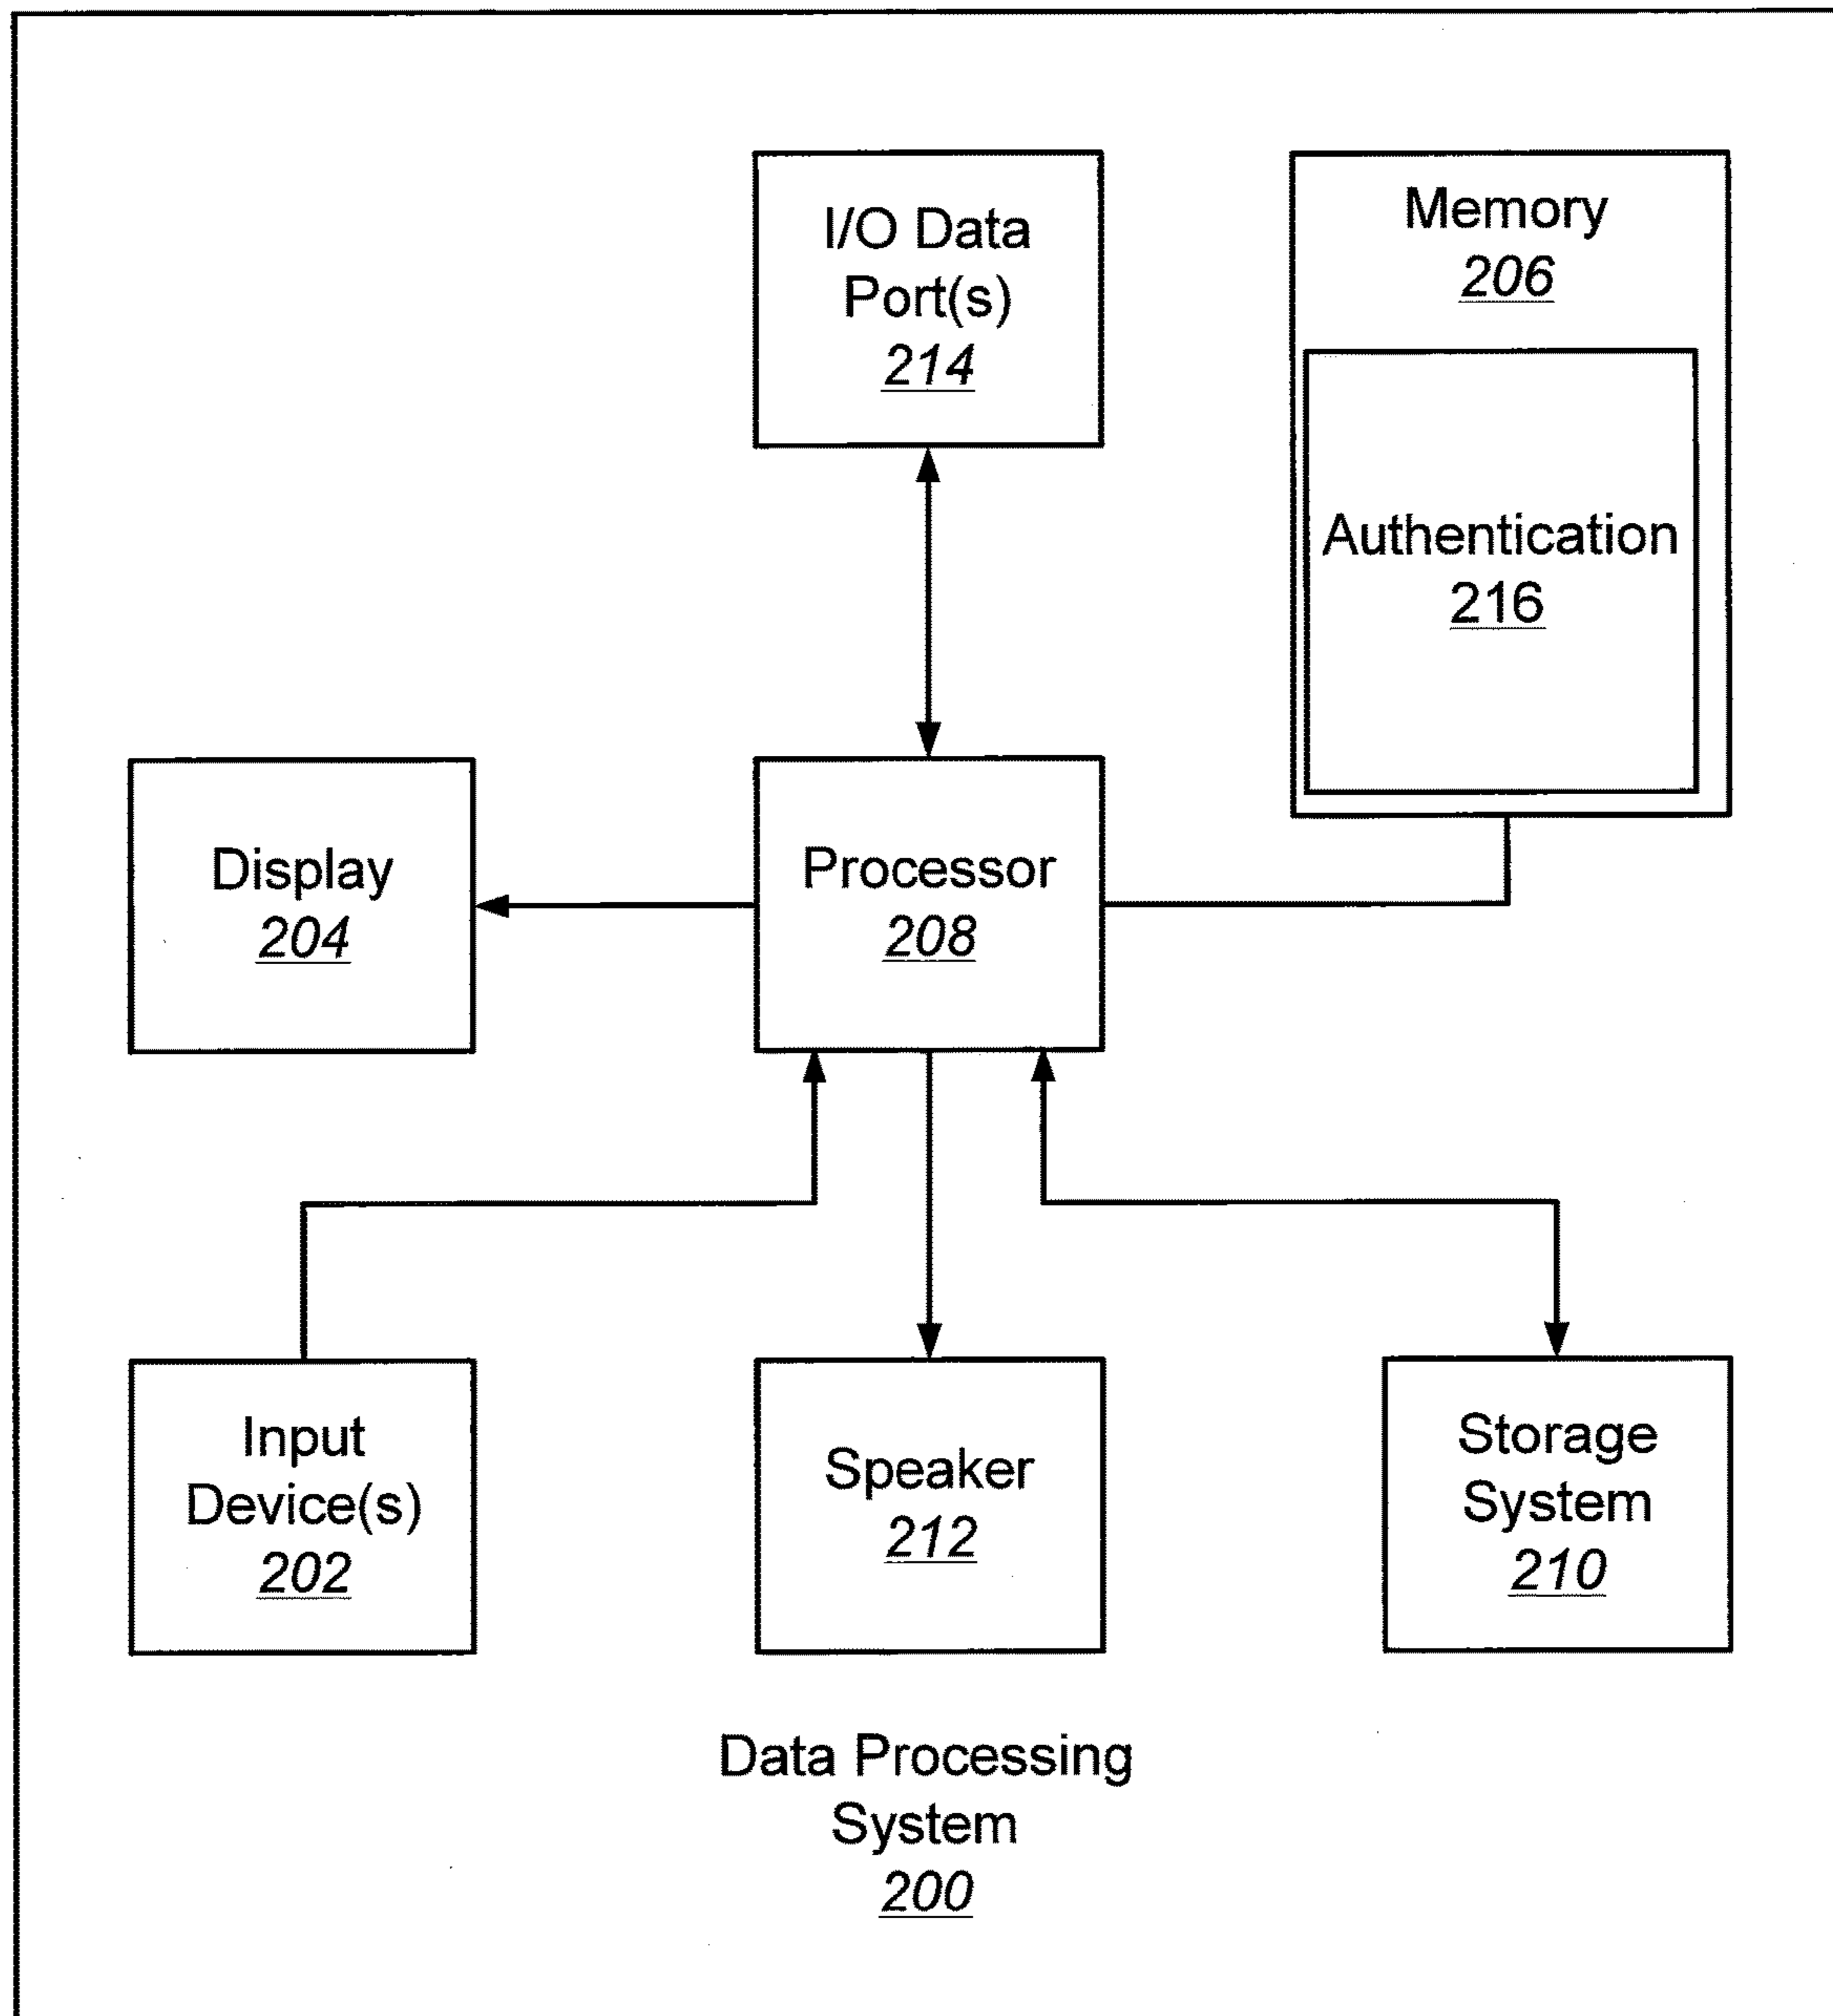 I/O Data
Port(s)
214
Memory
206
Authentication
216
Display
204
Processor
208
Input
Device(s)
202
Speaker
212
Storage
System
210
Data Processing
System
200